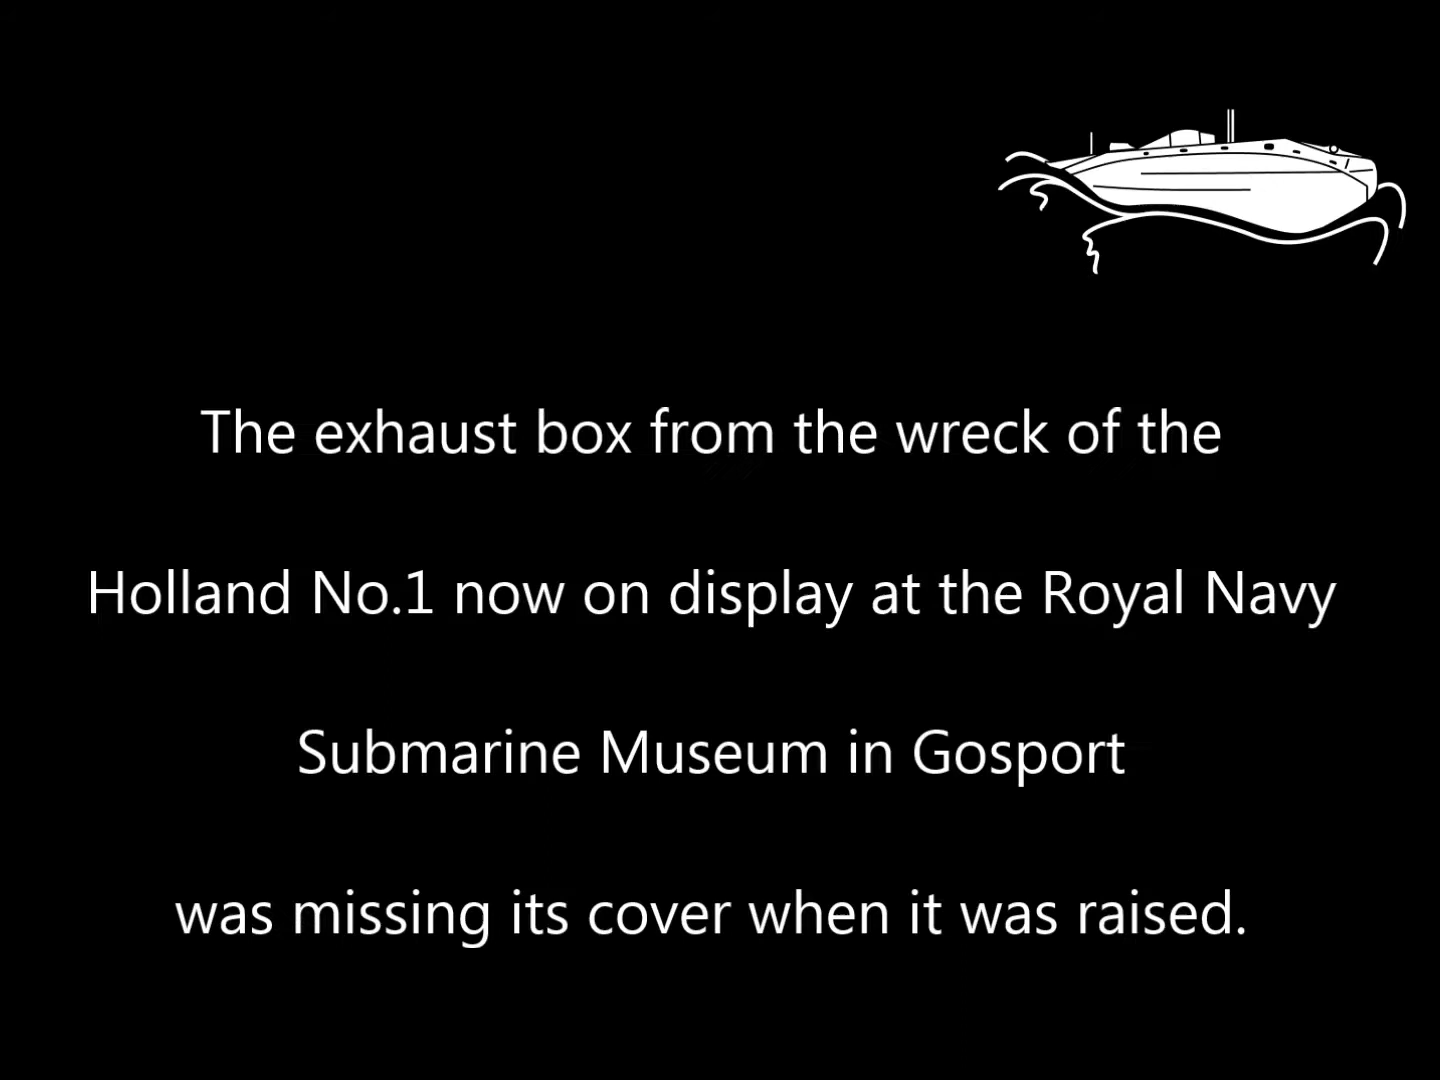 The exhaust box from the wreck of the
Holland No.1 now on display at the Royal Navy
Submarine Museum in Gosport
was missing its cover when it was raised.